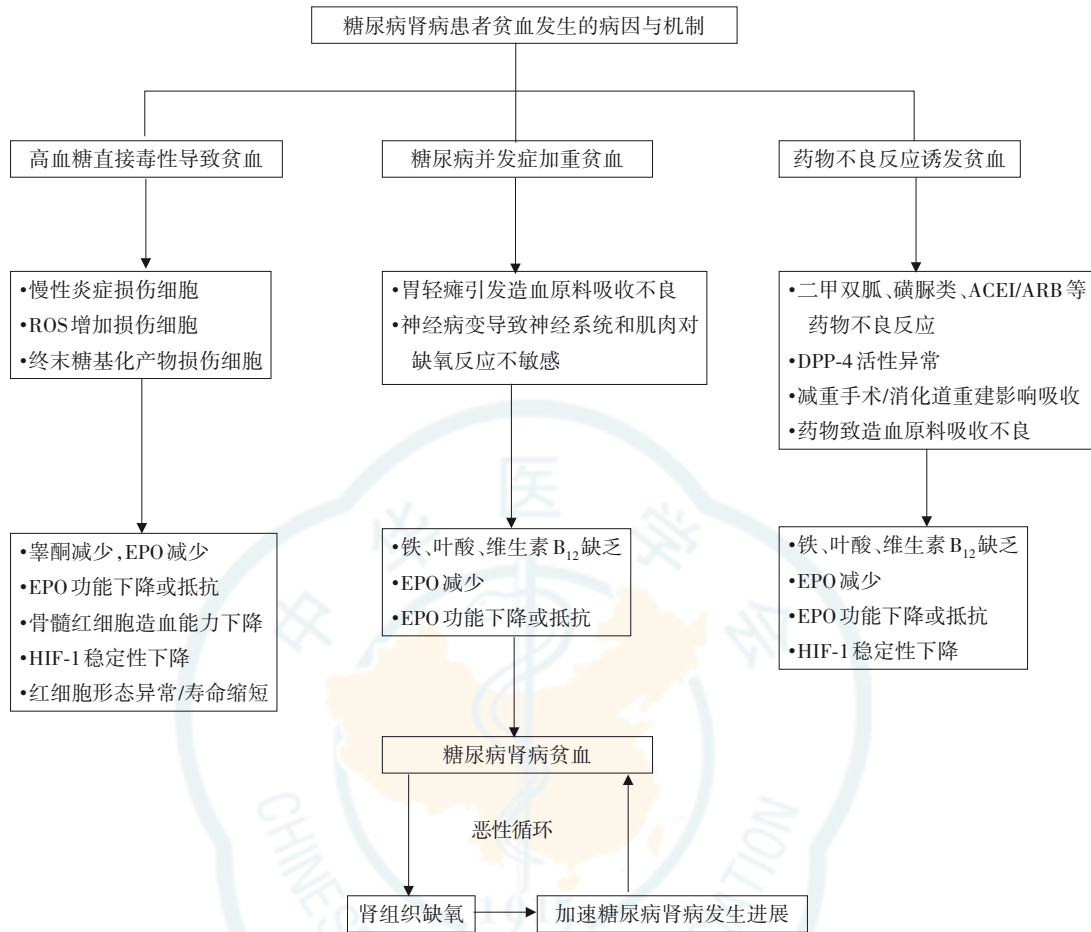 糖尿病肾病患者贫血发生的病因与机制
高血糖直接毒性导致贫血
糖尿病并发症加重贫血
药物不良反应诱发贫血
•慢性炎症损伤细胞
•ROS增加损伤细胞
•终末糖基化产物损伤细胞
•胃轻瘫引发造血原料吸收不良
•神经病变导致神经系统和肌肉对
缺氧反应不敏感
•二甲双胍、磺脲类、ACEI/ARB等
药物不良反应
•DPP-4活性异常
•减重手术/消化道重建影响吸收
•药物致造血原料吸收不良
•睾酮减少,EPO减少
•EPO功能下降或抵抗
•骨髓红细胞造血能力下降
•HIF-1稳定性下降
•红细胞形态异常/寿命缩短
•铁、叶酸、维生素B12缺乏
•EPO减少
•EPO功能下降或抵抗
•铁、叶酸、维生素B12缺乏
•EPO减少
•EPO功能下降或抵抗
•HIF-1稳定性下降
糖尿病肾病贫血
恶性循环
肾组织缺氧
加速糖尿病肾病发生进展
中华医学会